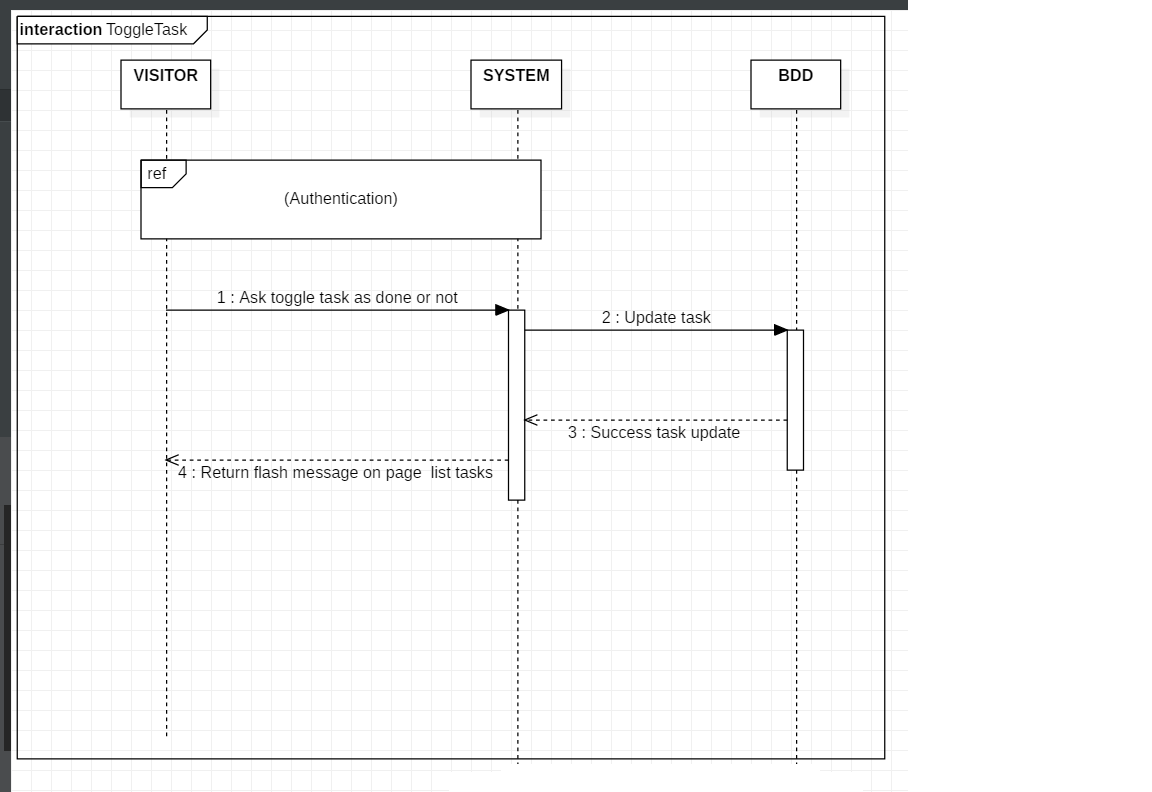 interaction ToggleTask
VISITOR
SYSTEM
BDD
ref
(Authentication)
1 : Ask toggle task as done or not
2 : Update task
3 : Success task update
4 : Return flash message on page  list tasks